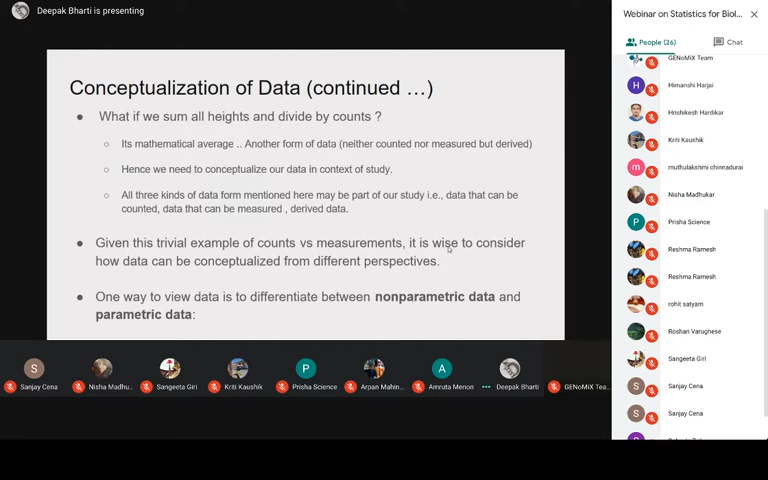 Deepak Bharti is presenting
Conceptualization of Data (continued …)
● What if we sum all heights and divide by counts ?
○ Its mathematical average .. Another form of data (neither counted nor measured but derived)
○ Hence we need to conceptualize our data in context of study.
○ All three kinds of data form mentioned here may be part of our study i.e., data that can be
counted, data that can be measured , derived data.
● Given this trivial example of counts vs measurements, it is wise to consider
how data can be conceptualized from different perspectives.
● One way to view data is to differentiate between nonparametric data and
parametric data:
S
P
A
Sanjay Cena
Nisha Madhu...
Sangeeta Giri
Kriti Kaushik
Prisha Science
Arpan Mahin...
Amruta Menon
Deepak Bharti
GENoMiX Tea...
Webinar on Statistics for Biol...
People (26)
Chat
GENoMiX Team
H
Himanshi Harjai
Hrishikesh Hardikar
Kriti Kaushik
m
muthulakshmi chinnadurai
Nisha Madhukar
P
Prisha Science
Reshma Ramesh
Reshma Ramesh
rohit satyam
Roshan Varughese
Sangeeta Giri
S
Sanjay Cena
S
Sanjay Cena